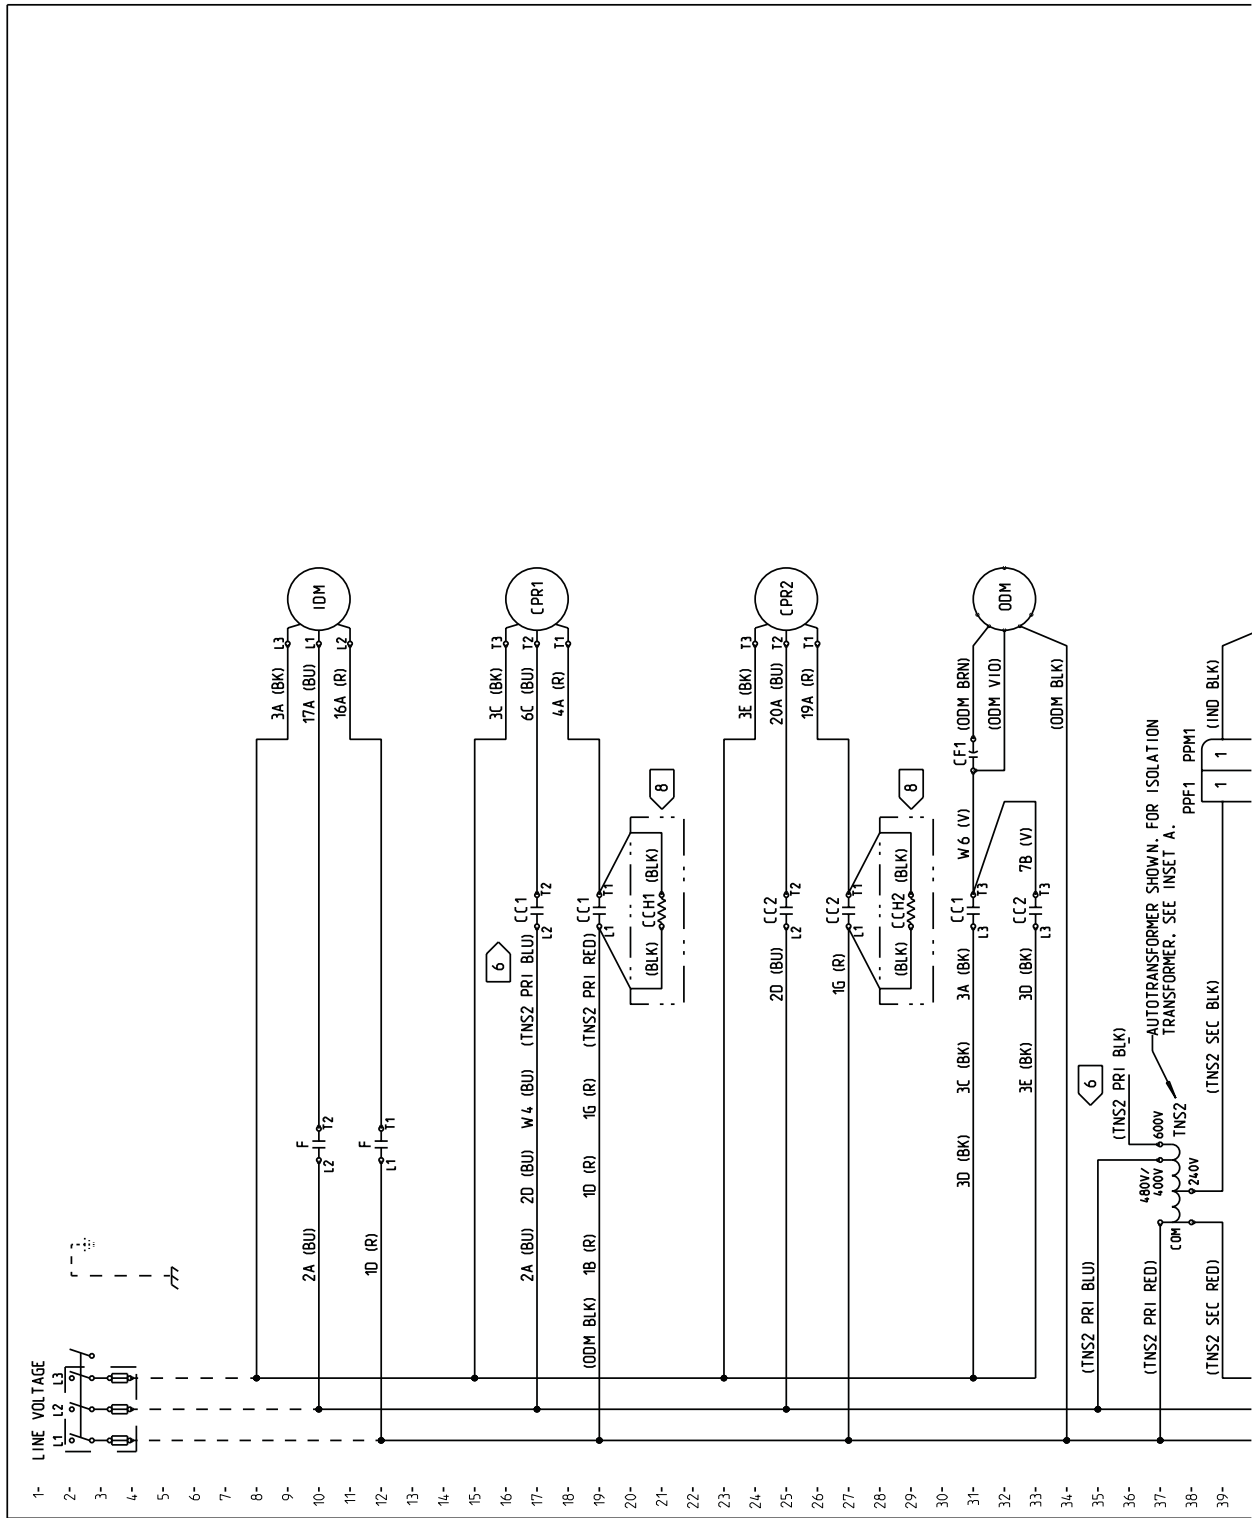 LINE VOLTAGE
L1 L2 L3
1-
2-
3-
4-
5-
6-
7-
8-
9- 3A (BK) L3
10- 2A (BU) L2 F T2 17A (BU) L1 IDM
11- 16A (R) L2
12- 1D (R) L1 F T1
13-
14-
15-
16- 3C (BK) T3
17- 2A (BU) 2D (BU) W4 (BU) (TNS2 PRI BLU) L2 CC1 T2 6C (BU) T2 CPR1
6
18- 4A (R) T1
19- (ODM BLK) 1B (R) 1D (R) 1G (R) (TNS2 PRI RED) L1 CC1 T1
20-
21- (BLK) CCH1 (BLK) 8
22-
23-
24- 3E (BK) T3
25- 2D (BU) L2 CC2 T2 20A (BU) T2 CPR2
26- 19A (R) T1
27- 1G (R) L1 CC2 T1
28-
29- (BLK) CCH2 (BLK) 8
30-
31- 3D (BK) 3C (BK) 3A (BK) L3 CC1 T3 W6 (V) CF1 (ODM BRN)
32- (ODM VIO) ODM
33- 3E (BK) 3D (BK) L3 CC2 T3 7B (V)
34- (ODM BLK)
35- (TNS2 PRI BLU)
6
36- (TNS2 PRI BLK)
37- (TNS2 PRI RED) COM 480V/
400V 600V TNS2
AUTOTRANSFORMER SHOWN. FOR ISOLATION
TRANSFORMER, SEE INSET A.
38- 240V
PPF1 PPM1
39- (TNS2 SEC RED) (TNS2 SEC BLK) 1 1 (IND BLK)